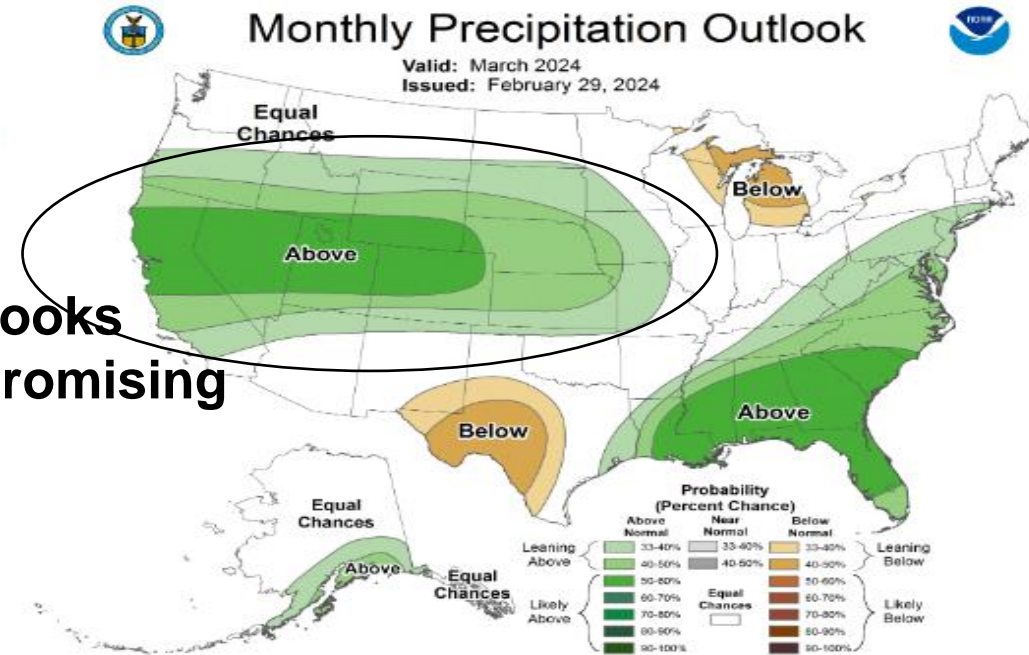 Monthly Precipitation Outlook
Valid: March 2024
Issued: February 29, 2024
Equal
Chances
Below
Above
ooks
romising
Above
Below
Equal
Chances
Above
Equal
Chances
Probability
(Percent Chance)
Above Normal
Near Normal
Below Normal
Leaning Above
33-40% 33-40% 33-40%
40-50% 40-50% 40-50%
Leaning Below
Likely Above
50-60% 50-60%
60-70% 60-70%
70-80% 70-80%
80-90% 80-90%
90-100% 90-100%
Equal Chances
Likely Below